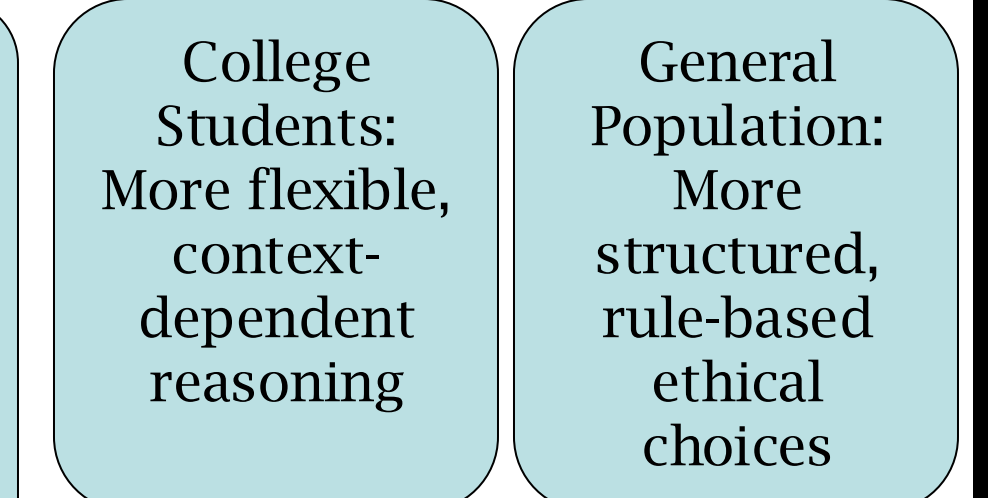 College
Students:
More flexible,
context-
dependent
reasoning
General
Population:
More
structured,
rule-based
ethical
choices